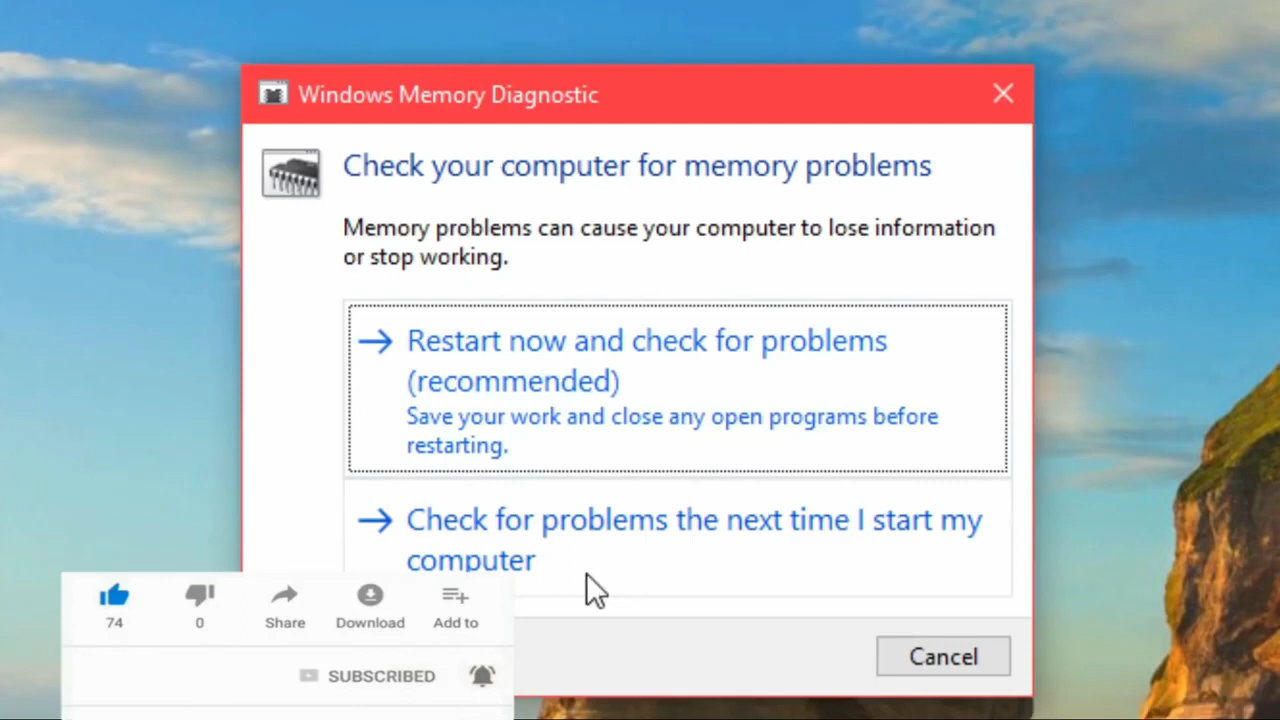 Windows Memory Diagnostic
Check your computer for memory problems
Memory problems can cause your computer to lose information
or stop working.
Restart now and check for problems
(recommended)
Save your work and close any open programs before
restarting.
Check for problems the next time I start my
computer
74
0
Share
Download
Add to
SUBSCRIBED
Cancel